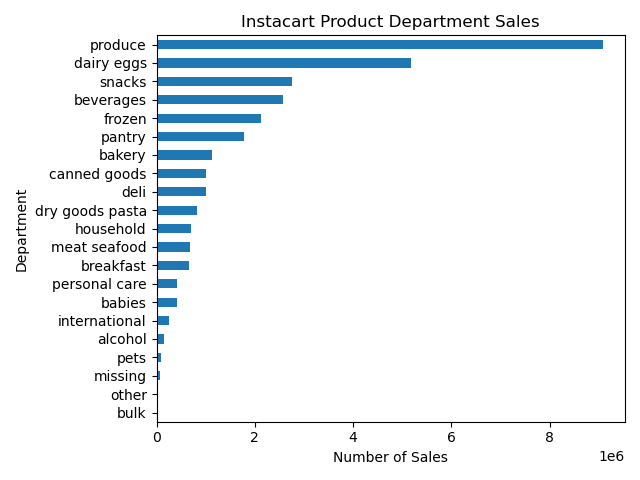 Instacart Product Department Sales
produce
dairy eggs
snacks
beverages
frozen
pantry
bakery
canned goods
deli
dry goods pasta
household
meat seafood
breakfast
personal care
babies
international
alcohol
pets
missing
other
bulk
Department
0 2 4 6 8
1e6
Number of Sales